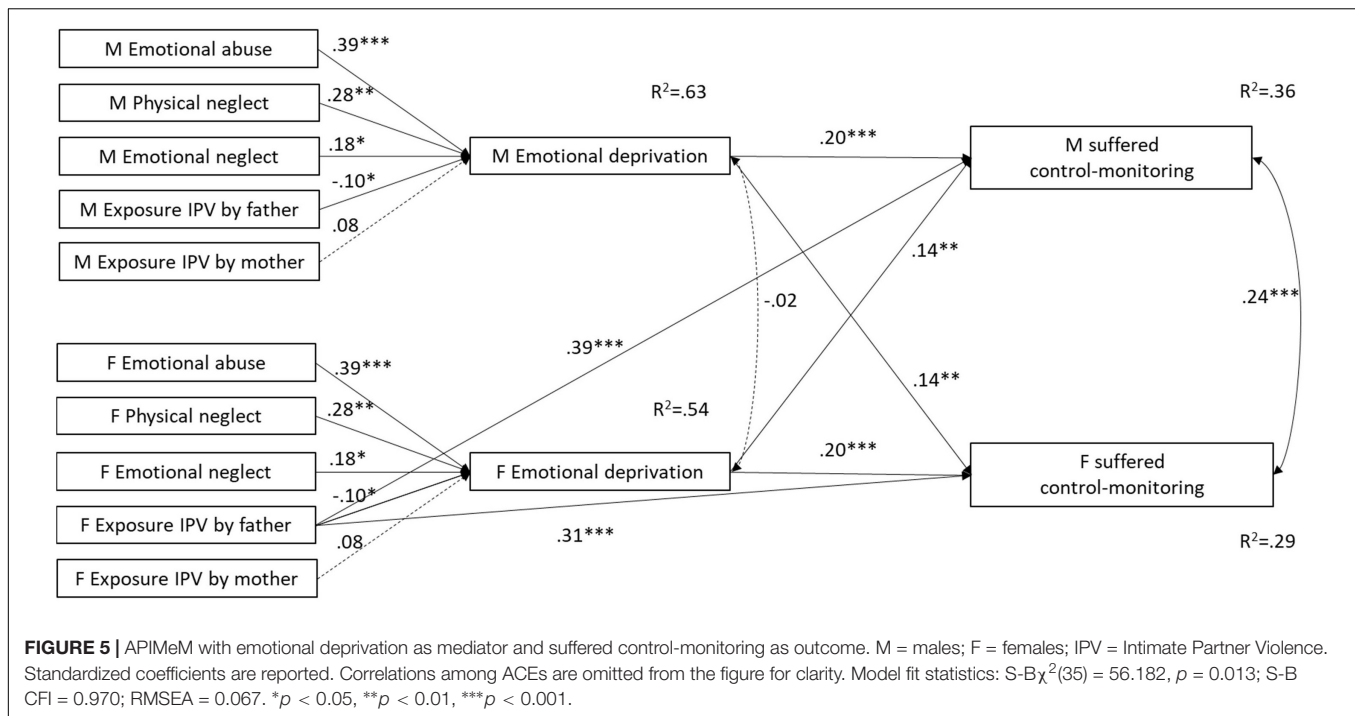 M Emotional abuse
.39***
M Physical neglect
.28**
R²=.63
R²=.36
M Emotional neglect
.18*
M Emotional deprivation
.20***
M suffered
control-monitoring
M Exposure IPV by father
-.10*
M Exposure IPV by mother
.08
.14**
-.02
.24***
F Emotional abuse
.39***
.39***
.14**
F Physical neglect
.28**
R²=.54
F Emotional neglect
.18*
F Emotional deprivation
.20***
F suffered
control-monitoring
F Exposure IPV by father
-.10*
.31***
F Exposure IPV by mother
.08
R²=.29
FIGURE 5 | APIMeM with emotional deprivation as mediator and suffered control-monitoring as outcome. M = males; F = females; IPV = Intimate Partner Violence.
Standardized coefficients are reported. Correlations among ACEs are omitted from the figure for clarity. Model fit statistics: S-Bχ²(35) = 56.182, p = 0.013; S-B
CFI = 0.970; RMSEA = 0.067. *p < 0.05, **p < 0.01, ***p < 0.001.